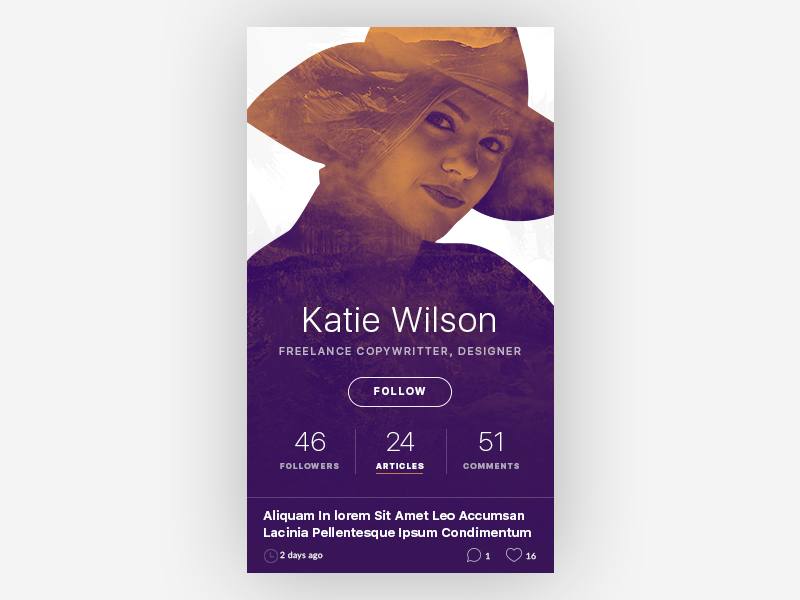 Katie Wilson
FREELANCE COPYWRITTER, DESIGNER
FOLLOW
46 24 51
FOLLOWERS ARTICLES COMMENTS
Aliquam In lorem Sit Amet Leo Accumsan
Lacinia Pellentesque Ipsum Condimentum
2 days ago 1 16